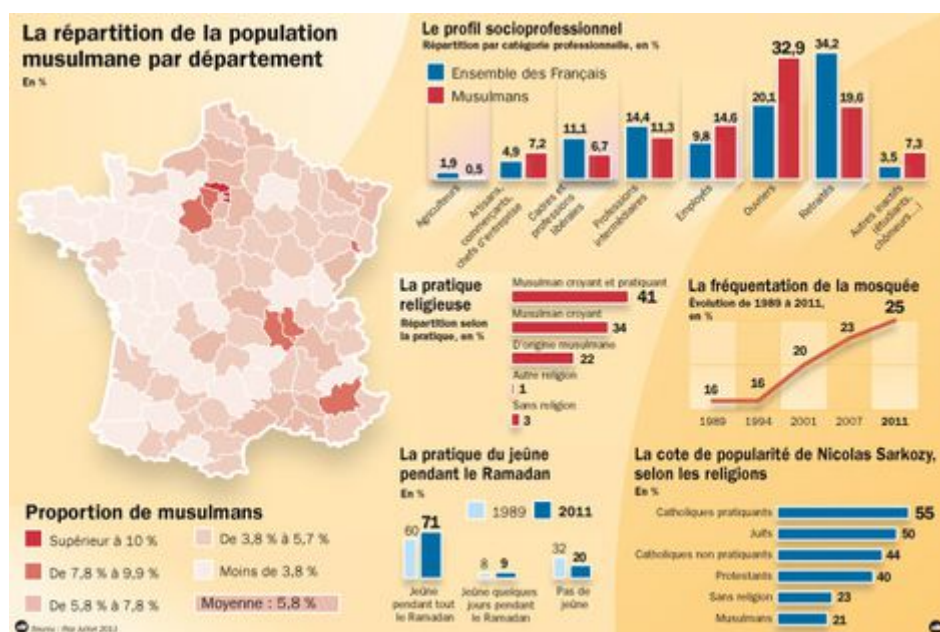 La répartition de la population
musulmane par département
En %
Proportion de musulmans
Supérieur à 10 %
De 7,8 % à 9,9 %
De 5,8 % à 7,8 %
De 3,8 % à 5,7 %
Moins de 3,8 %
Moyenne : 5,8 %
Le profil socioprofessionnel
Répartition par catégorie professionnelle, en %
Ensemble des Français
Musulmans
1,9
0,5
4,9
7,2
11,1
6,7
14,4
11,3
9,8
14,6
20,1
32,9
34,2
19,6
3,5
7,3
Agriculteurs
Artisans,
commerçants,
chefs d'entreprise
Cadres et
professions
libérales
Professions
intermédiaires
Employés
Ouvriers
Retraités
Autres inactifs
(étudiants,
chômeurs...)
La pratique
religieuse
Répartition selon
la pratique, en %
Musulman croyant et pratiquant
41
Musulman croyant
34
D'origine musulmane
22
Autre religion
1
Sans religion
3
La fréquentation de la mosquée
Évolution de 1989 à 2011,
en %
16
16
20
23
25
1989
1994
2001
2007
2011
La pratique du jeûne
pendant le Ramadan
En %
1989
2011
60
71
8
9
32
20
Jeûne
pendant tout
le Ramadan
Jeûne quelques
jours pendant
le Ramadan
Pas de
jeûne
La cote de popularité de Nicolas Sarkozy,
selon les religions
En %
Catholiques pratiquants
55
Juifs
50
Catholiques non pratiquants
44
Protestants
40
Sans religion
23
Musulmans
21